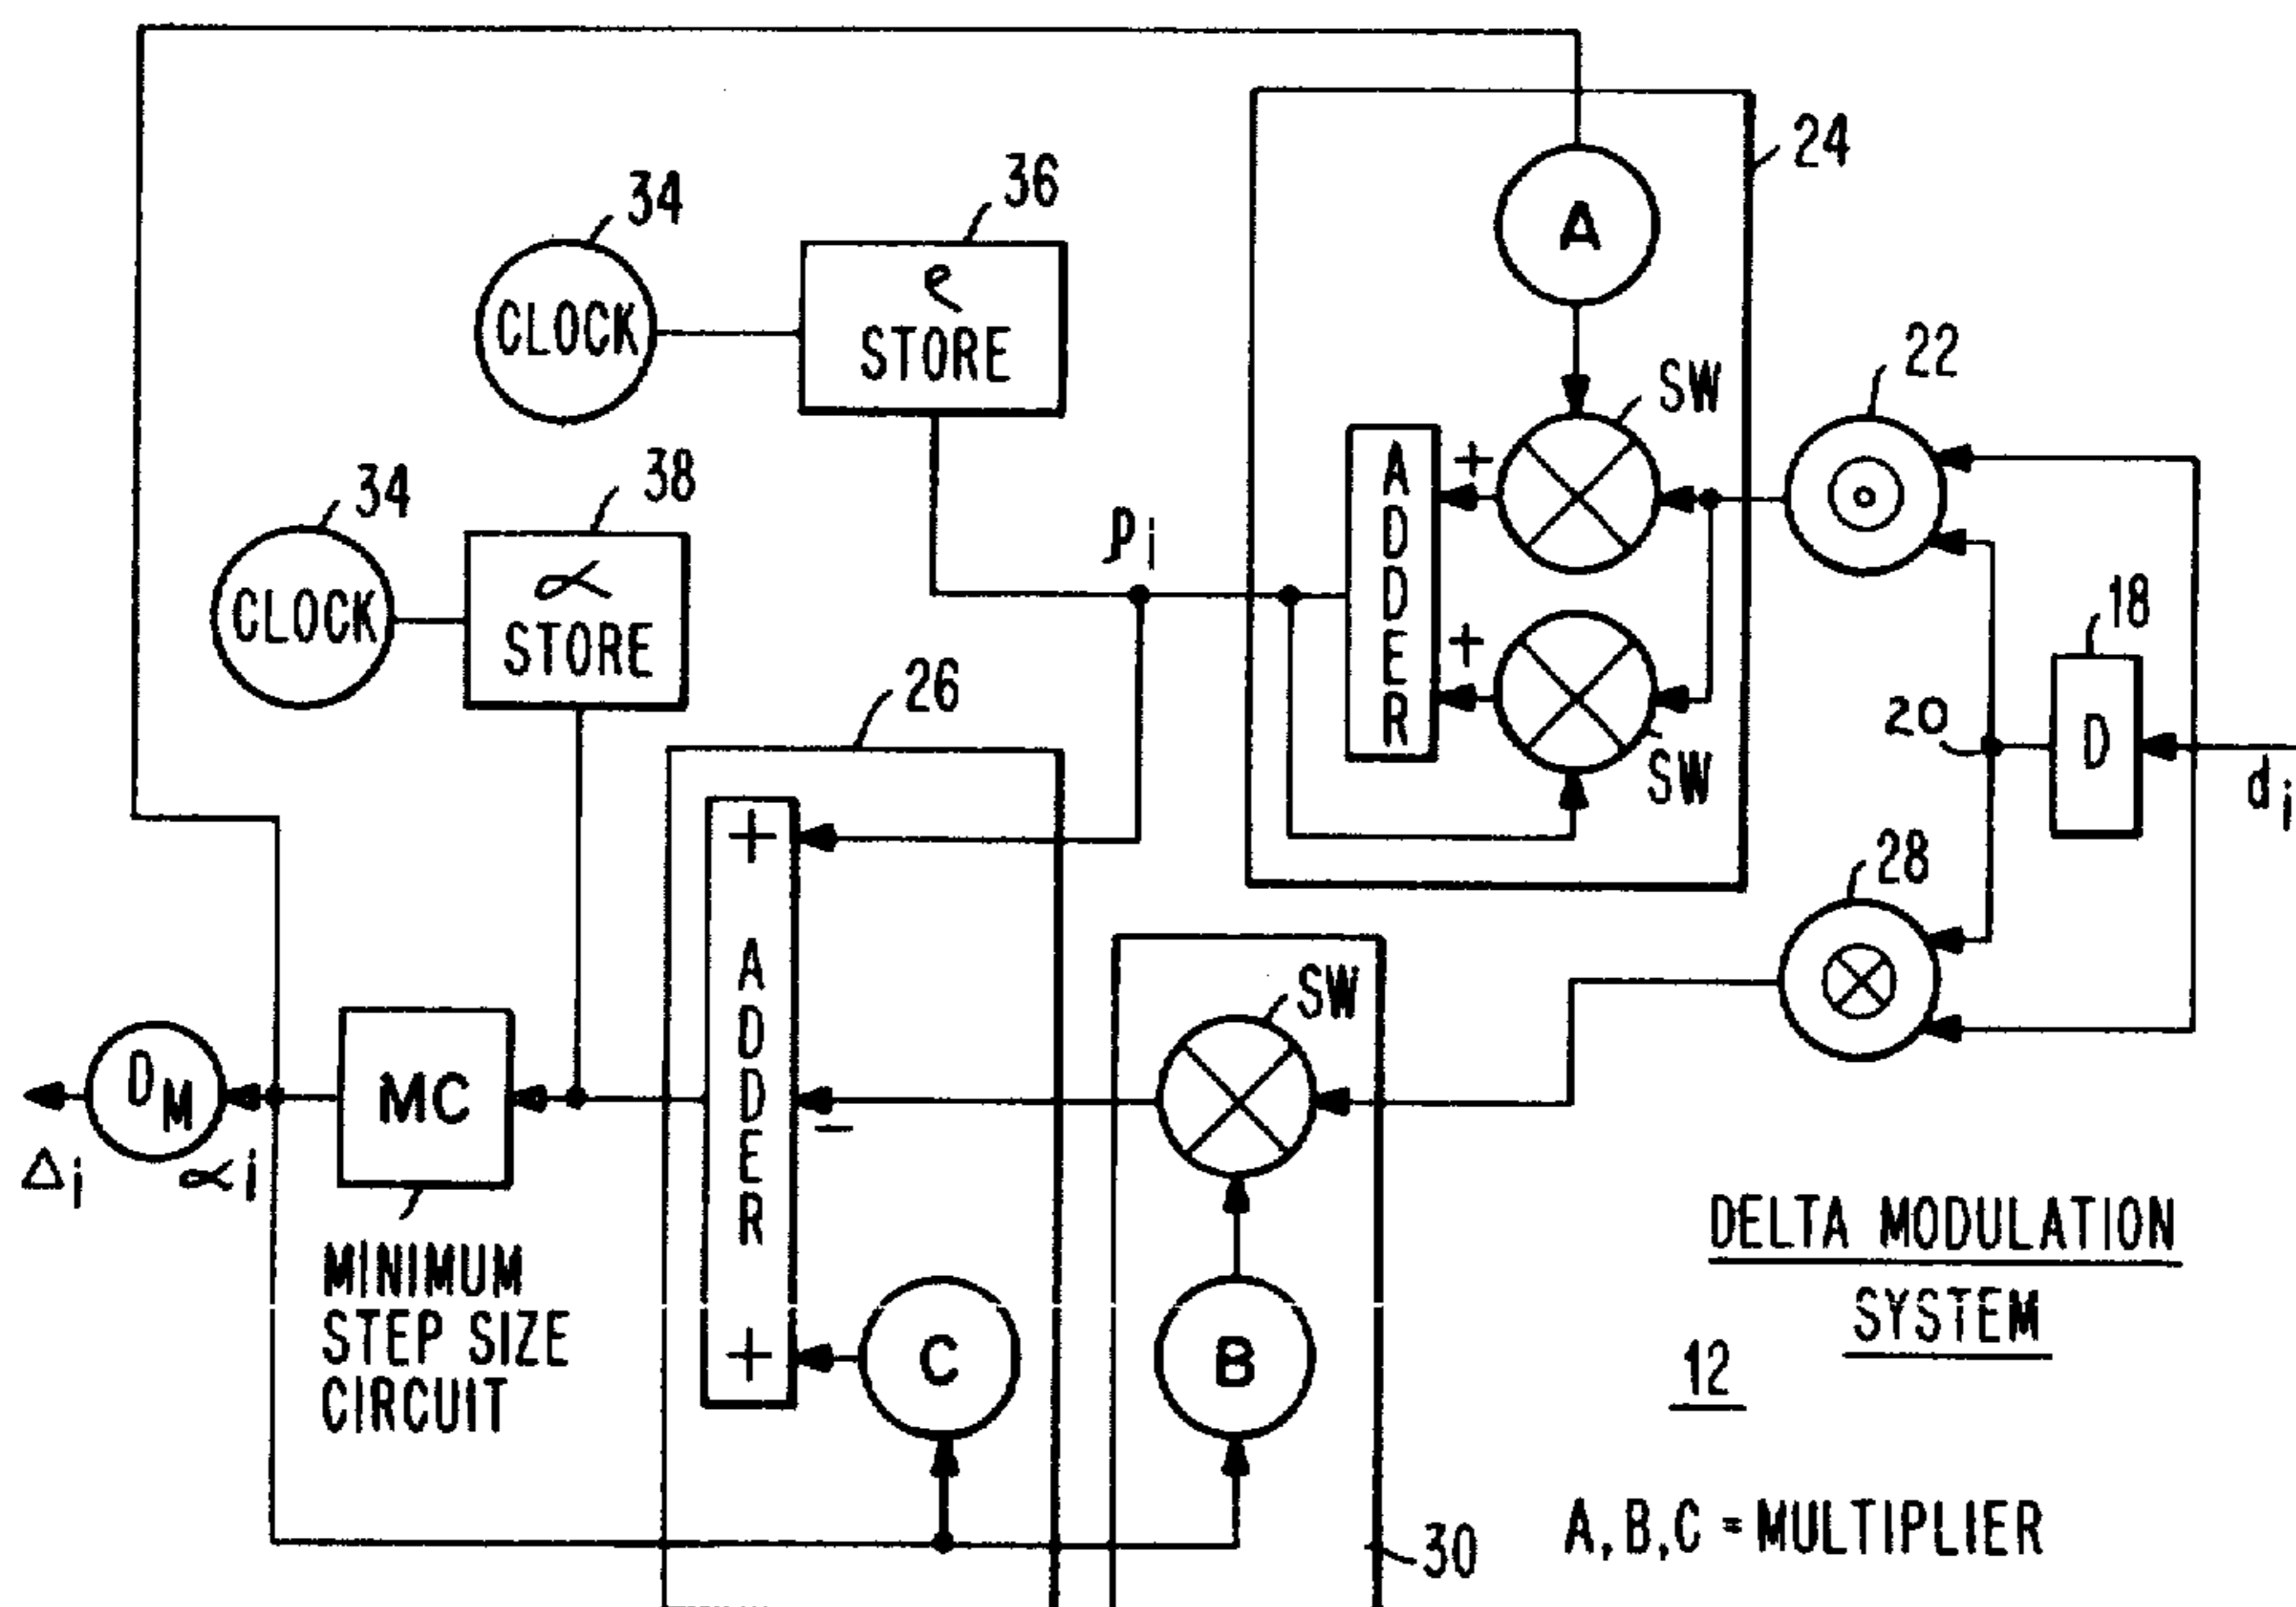 24
36
34
A
CLOCK
ϱ
STORE
22
SW
34
38
+
ADDER
ρi
18
CLOCK
α
STORE
+
26
20
D
SW
di
28
+
ADDER
SW
DM
MC
−
Δi
αi
DELTA MODULATION
SYSTEM
MINIMUM
STEP SIZE
CIRCUIT
+
C
B
12
A,B,C = MULTIPLIER
30